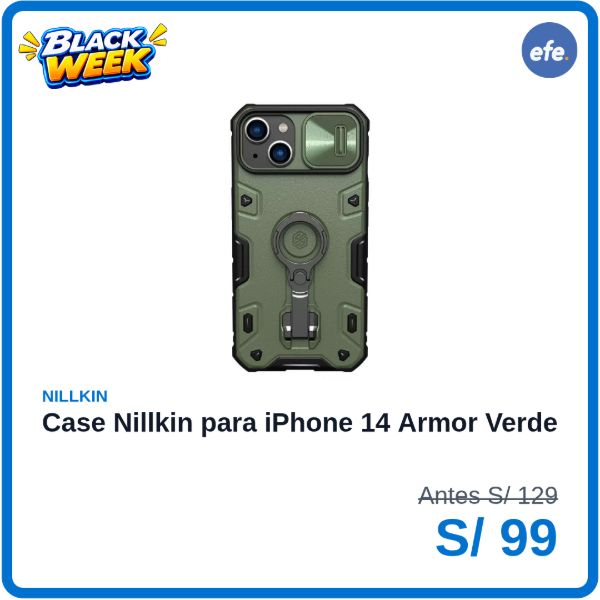 BLACK
WEEK
efe.
NILLKIN
Case Nillkin para iPhone 14 Armor Verde
Antes S/ 129
S/ 99